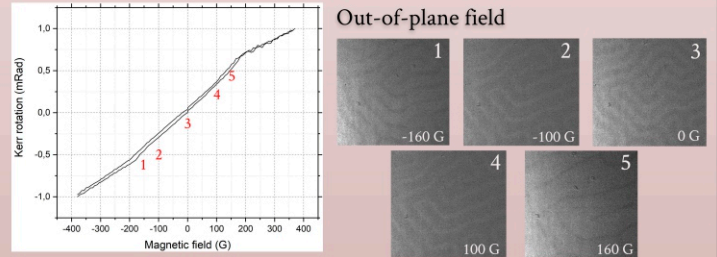 Out-of-plane field
1,0
0,5
0,0
-0,5
-1,0
Kerr rotation (mRad)
-400 -300 -200 -100 0 100 200 300 400
Magnetic field (G)
1
2
3
4
5
1
-160 G
2
-100 G
3
0 G
4
100 G
5
160 G